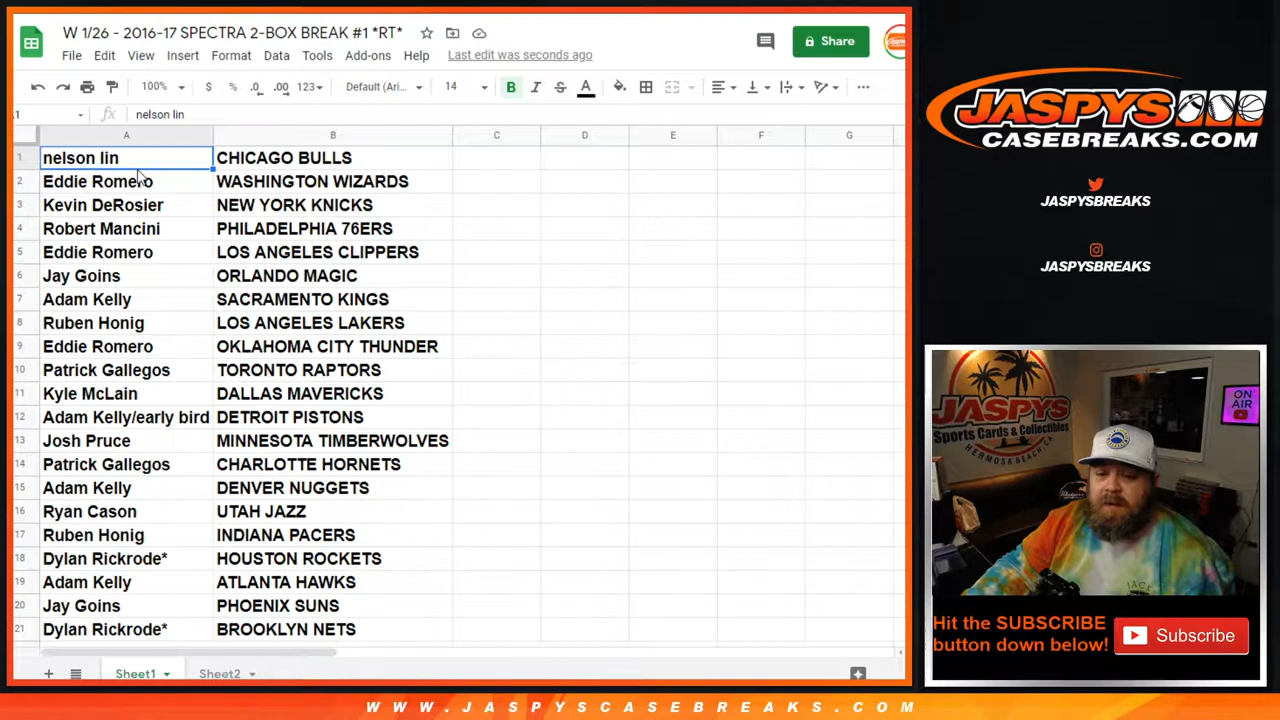 W 1/26 - 2016-17 SPECTRA 2-BOX BREAK #1 *RT*
File Edit View Insert Format Data Tools Add-ons Help Last edit was seconds ago
Share
100% $ % .0 .00 123 Default (Ari... 14 B I S A
fx nelson lin
A B C D E F G
1 nelson lin CHICAGO BULLS
2 Eddie Romero WASHINGTON WIZARDS
3 Kevin DeRosier NEW YORK KNICKS
4 Robert Mancini PHILADELPHIA 76ERS
5 Eddie Romero LOS ANGELES CLIPPERS
6 Jay Goins ORLANDO MAGIC
7 Adam Kelly SACRAMENTO KINGS
8 Ruben Honig LOS ANGELES LAKERS
9 Eddie Romero OKLAHOMA CITY THUNDER
10 Patrick Gallegos TORONTO RAPTORS
11 Kyle McLain DALLAS MAVERICKS
12 Adam Kelly/early bird DETROIT PISTONS
13 Josh Pruce MINNESOTA TIMBERWOLVES
14 Patrick Gallegos CHARLOTTE HORNETS
15 Adam Kelly DENVER NUGGETS
16 Ryan Cason UTAH JAZZ
17 Ruben Honig INDIANA PACERS
18 Dylan Rickrode* HOUSTON ROCKETS
19 Adam Kelly ATLANTA HAWKS
20 Jay Goins PHOENIX SUNS
21 Dylan Rickrode* BROOKLYN NETS
Sheet1 Sheet2
JASPYS
CASEBREAKS.COM
JASPYSBREAKS
JASPYSBREAKS
JASPYS
Sports Cards & Collectibles
HERMOSA BEACH, CA
ON AIR
Hit the SUBSCRIBE
button down below!
Subscribe
WWW.JASPYSCASEBREAKS.COM